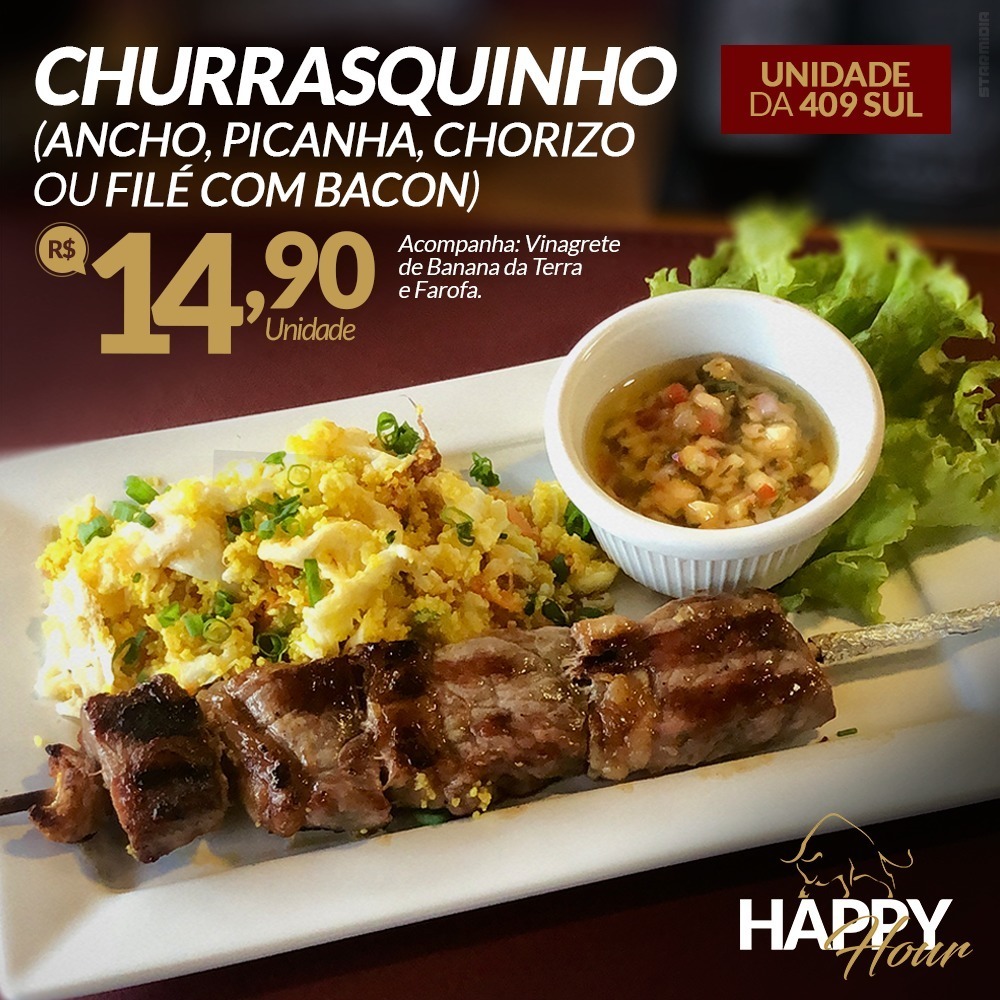 CHURRASQUINHO
(ANCHO, PICANHA, CHORIZO
OU FILÉ COM BACON)
R$ 14,90
Unidade
Acompanha: Vinagrete
de Banana da Terra
e Farofa.
UNIDADE
DA 409 SUL
STARMIDIA
HAPPY
Hour